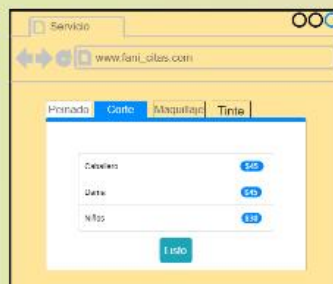 Servicio
www.fani_citas.com
Peinado Corte Maquillaje Tinte
Caballero $45
Dama $45
Niños $30
Listo